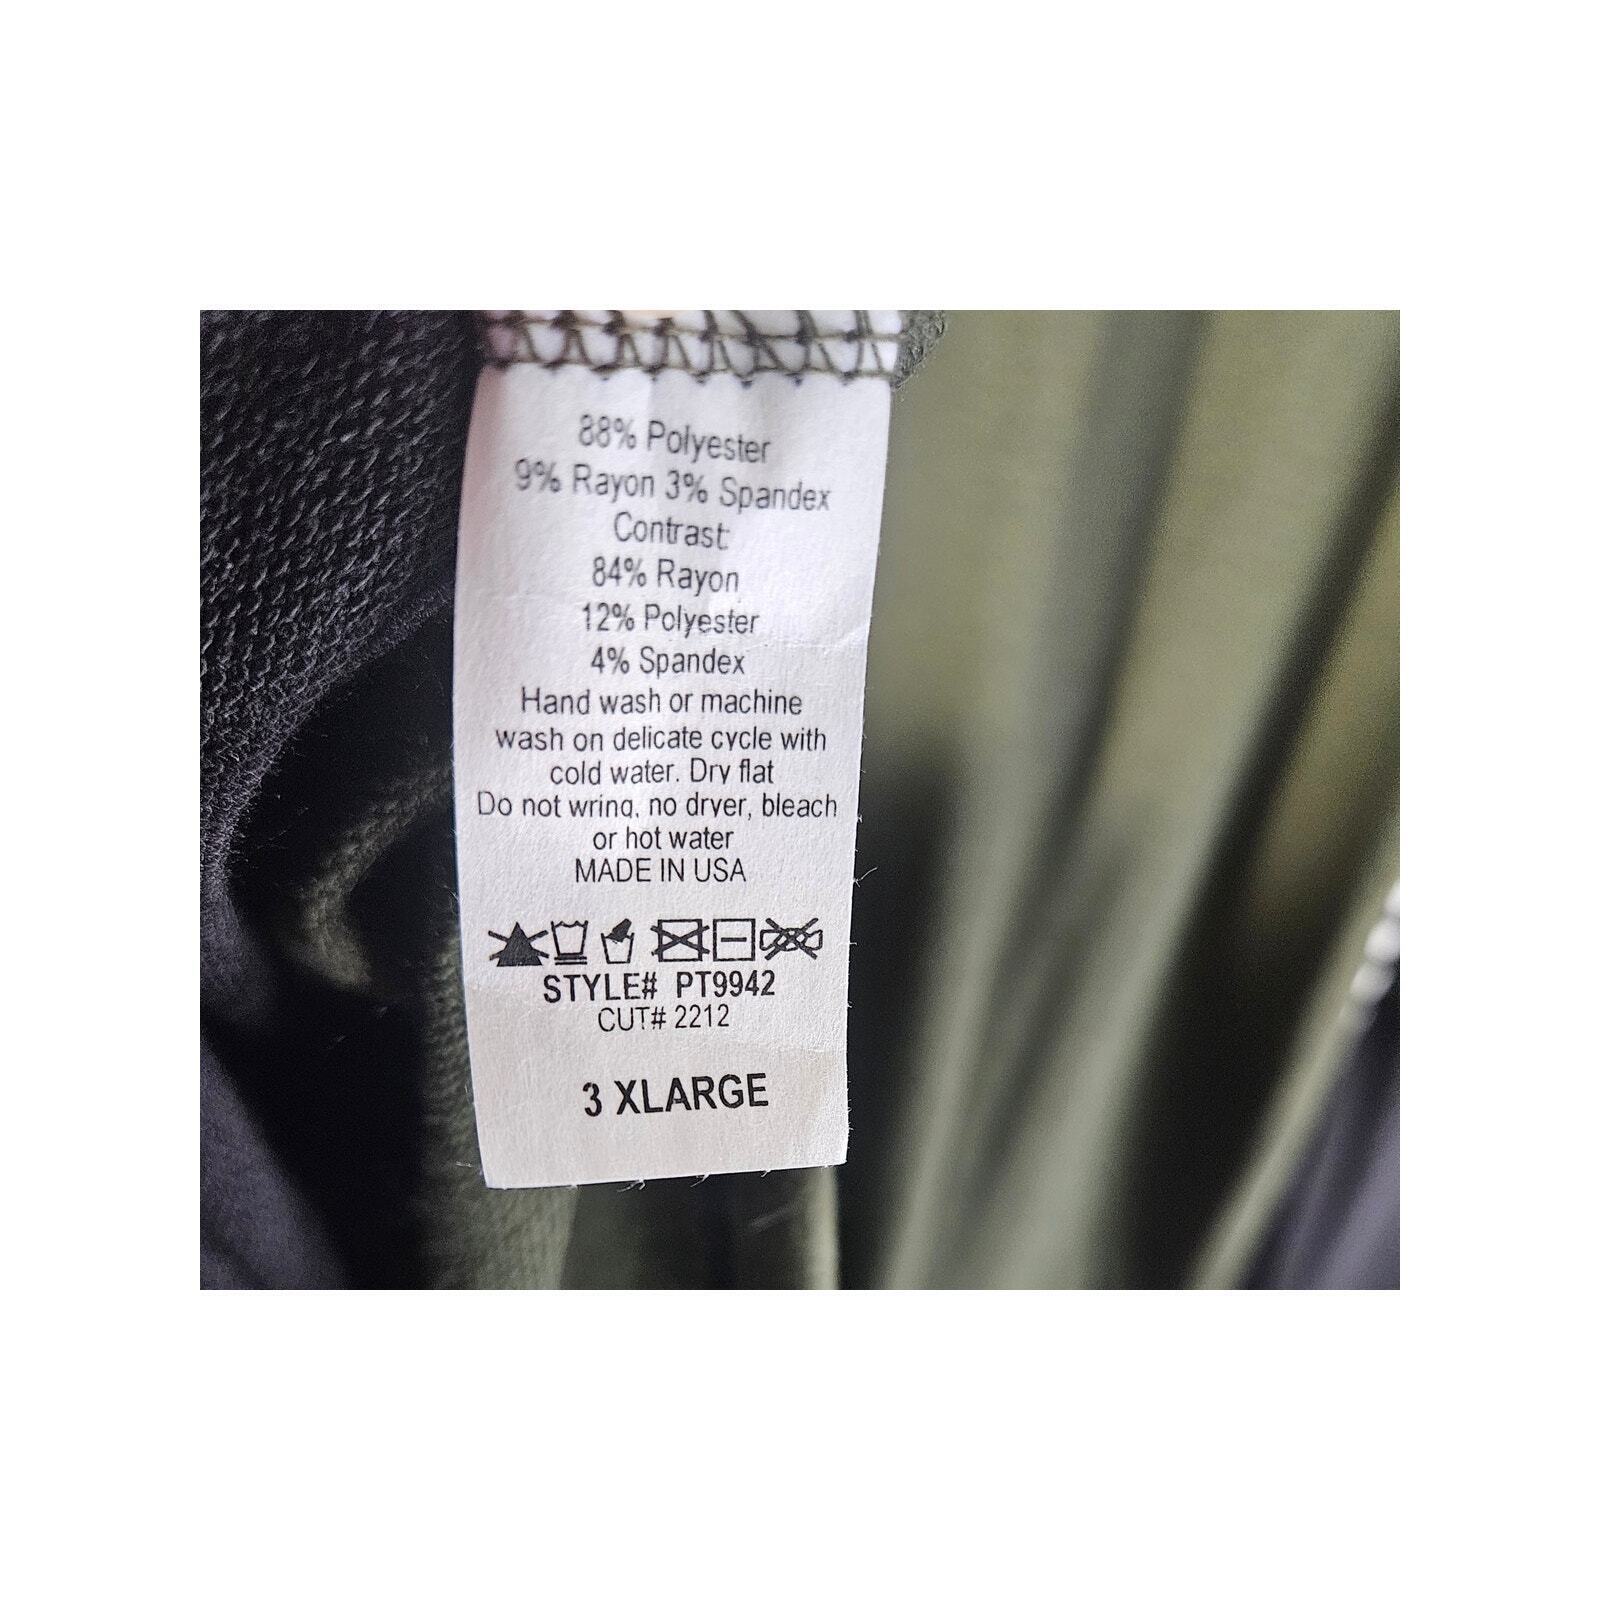 88% Polyester
9% Rayon 3% Spandex
Contrast:
84% Rayon
12% Polyester
4% Spandex
Hand wash or machine
wash on delicate cycle with
cold water. Dry flat
Do not wring, no dryer, bleach
or hot water
MADE IN USA
STYLE# PT9942
CUT# 2212
3 XLARGE